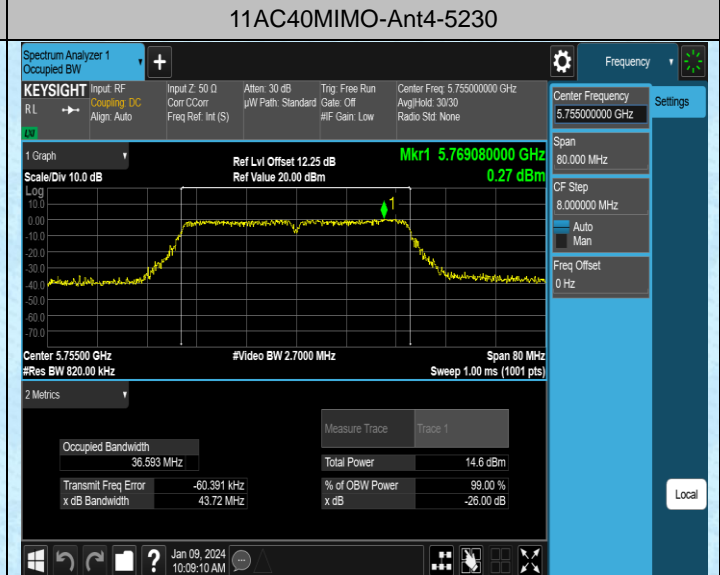 11AC40MIMO-Ant4-5230
Spectrum Analyzer 1
Occupied BW
+
Frequency
KEYSIGHT
R L
Input: RF
Coupling: DC
Align: Auto
Input Z: 50 Ω
Corr CCorr
Freq Ref: Int (S)
Atten: 30 dB
µW Path: Standard
Trig: Free Run
Gate: Off
#IF Gain: Low
Center Freq: 5.755000000 GHz
Avg|Hold: 30/30
Radio Std: None
Center Frequency
5.755000000 GHz
Settings
Span
80.000 MHz
CF Step
8.000000 MHz
Auto
Man
Freq Offset
0 Hz
1 Graph
Scale/Div 10.0 dB
Ref Lvl Offset 12.25 dB
Ref Value 20.00 dBm
Mkr1 5.769080000 GHz
0.27 dBm
Log
10.0
0.00
-10.0
-20.0
-30.0
-40.0
-50.0
-60.0
-70.0
1
Center 5.75500 GHz
#Res BW 820.00 kHz
#Video BW 2.7000 MHz
Span 80 MHz
Sweep 1.00 ms (1001 pts)
2 Metrics
Measure Trace Trace 1
Occupied Bandwidth
36.593 MHz
Total Power 14.6 dBm
Transmit Freq Error -60.391 kHz
% of OBW Power 99.00 %
x dB Bandwidth 43.72 MHz
x dB -26.00 dB
Local
?
Jan 09, 2024
10:09:10 AM